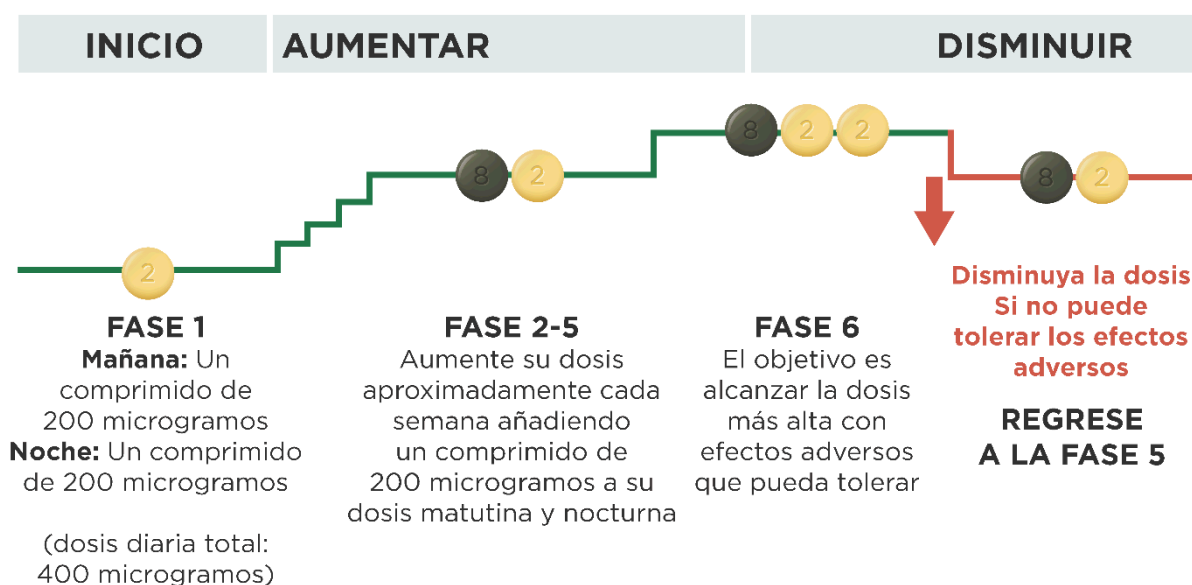 INICIO
AUMENTAR
DISMINUIR
8 2 2
8 2
8 2
2
FASE 1
Mañana: Un
comprimido de
200 microgramos
Noche: Un comprimido
de 200 microgramos
(dosis diaria total:
400 microgramos)
FASE 2-5
Aumente su dosis
aproximadamente cada
semana añadiendo
un comprimido de
200 microgramos a su
dosis matutina y nocturna
FASE 6
El objetivo es
alcanzar la dosis
más alta con
efectos adversos
que pueda tolerar
Disminuya la dosis
Si no puede
tolerar los efectos
adversos
REGRESE
A LA FASE 5